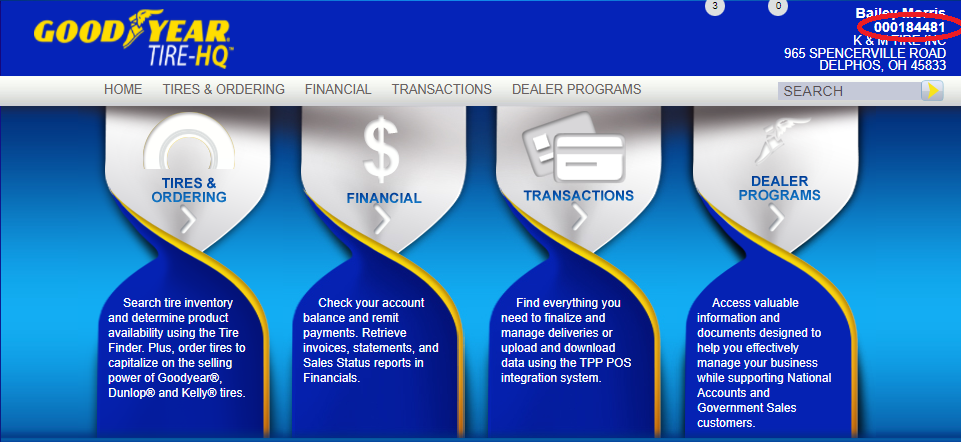 GOODYEAR
TIRE-HQ™
3
0
Bailey Morris
000184481
K & M TIRE INC
965 SPENCERVILLE ROAD
DELPHOS, OH 45833
HOME TIRES & ORDERING FINANCIAL TRANSACTIONS DEALER PROGRAMS SEARCH
TIRES &
ORDERING
Search tire inventory
and determine product
availability using the Tire
Finder. Plus, order tires to
capitalize on the selling
power of Goodyear®,
Dunlop® and Kelly® tires.
FINANCIAL
Check your account
balance and remit
payments. Retrieve
invoices, statements, and
Sales Status reports in
Financials.
TRANSACTIONS
Find everything you
need to finalize and
manage deliveries or
upload and download
data using the TPP POS
integration system.
DEALER
PROGRAMS
Access valuable
information and
documents designed to
help you effectively
manage your business
while supporting National
Accounts and
Government Sales
customers.